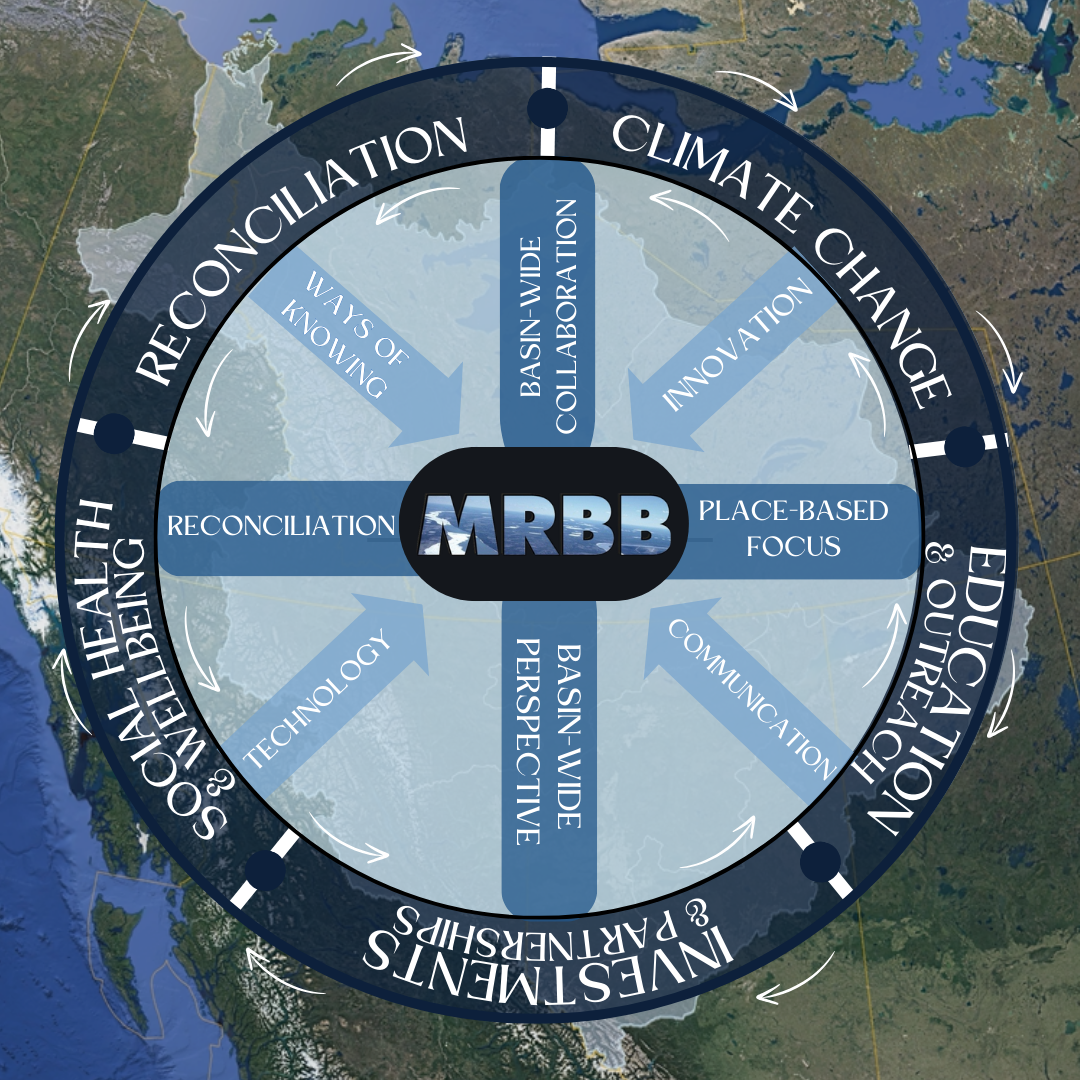 RECONCILIATION
CLIMATE CHANGE
EDUCATION
& OUTREACH
INVESTMENTS
& PARTNERSHIPS
SOCIAL HEALTH
& WELLBEING
WAYS OF
KNOWING
BASIN-WIDE
COLLABORATION
INNOVATION
RECONCILIATION
MRBB
PLACE-BASED
FOCUS
TECHNOLOGY
BASIN-WIDE
PERSPECTIVE
COMMUNICATION